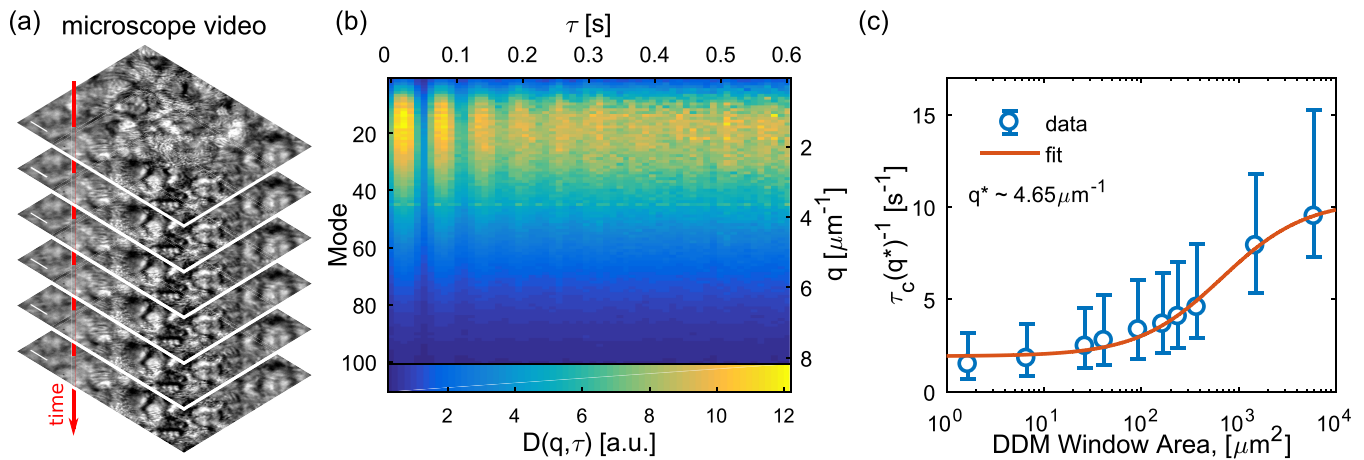 (a)
microscope video
time
(b)
τ [s]
0 0.1 0.2 0.3 0.4 0.5 0.6
Mode
20
40
60
80
100
q [μm⁻¹]
2
4
6
8
2 4 6 8 10 12
D(q,τ) [a.u.]
(c)
τc(q*)⁻¹ [s⁻¹]
15
10
5
0
data
fit
q* ~ 4.65μm⁻¹
10⁰ 10¹ 10² 10³ 10⁴
DDM Window Area, [μm²]